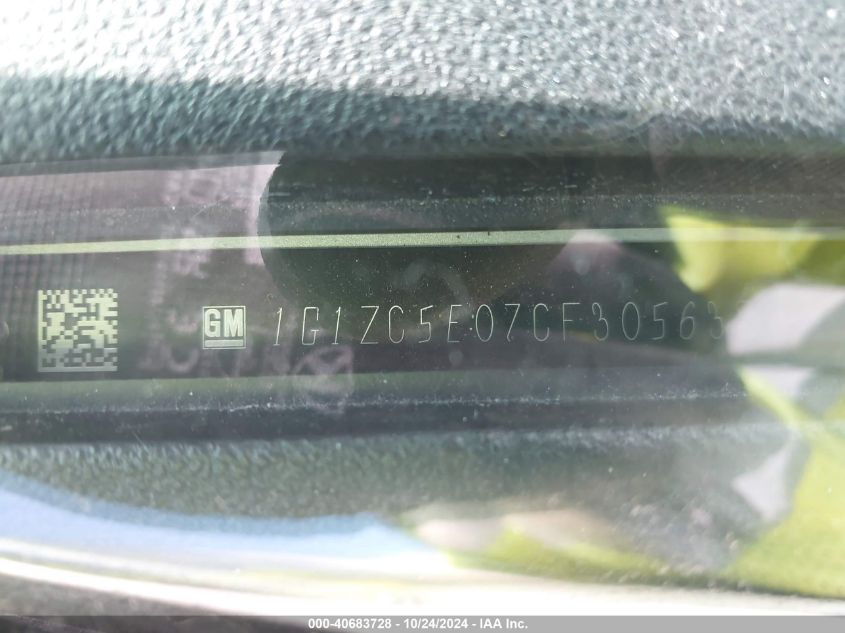 GM 1G1ZC5E07CF30563
000-40683728 - 10/24/2024 - IAA Inc.